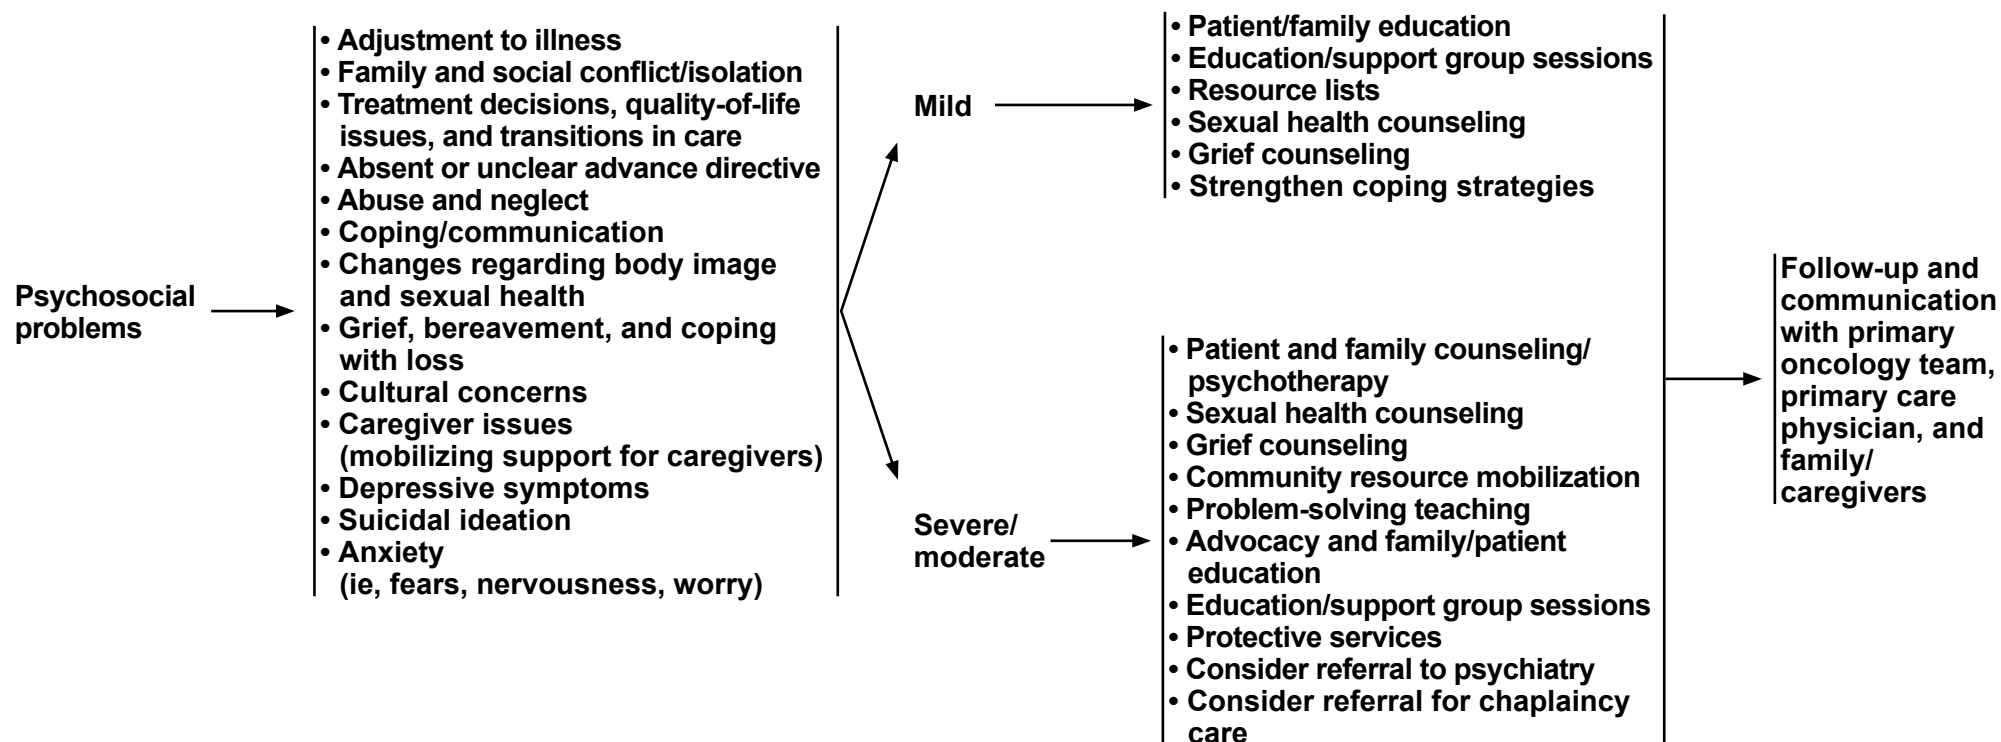 Psychosocial
problems
• Adjustment to illness
• Family and social conflict/isolation
• Treatment decisions, quality-of-life
issues, and transitions in care
• Absent or unclear advance directive
• Abuse and neglect
• Coping/communication
• Changes regarding body image
and sexual health
• Grief, bereavement, and coping
with loss
• Cultural concerns
• Caregiver issues
(mobilizing support for caregivers)
• Depressive symptoms
• Suicidal ideation
• Anxiety
(ie, fears, nervousness, worry)
Mild
• Patient/family education
• Education/support group sessions
• Resource lists
• Sexual health counseling
• Grief counseling
• Strengthen coping strategies
Severe/
moderate
• Patient and family counseling/
psychotherapy
• Sexual health counseling
• Grief counseling
• Community resource mobilization
• Problem-solving teaching
• Advocacy and family/patient
education
• Education/support group sessions
• Protective services
• Consider referral to psychiatry
• Consider referral for chaplaincy
care
Follow-up and
communication
with primary
oncology team,
primary care
physician, and
family/
caregivers